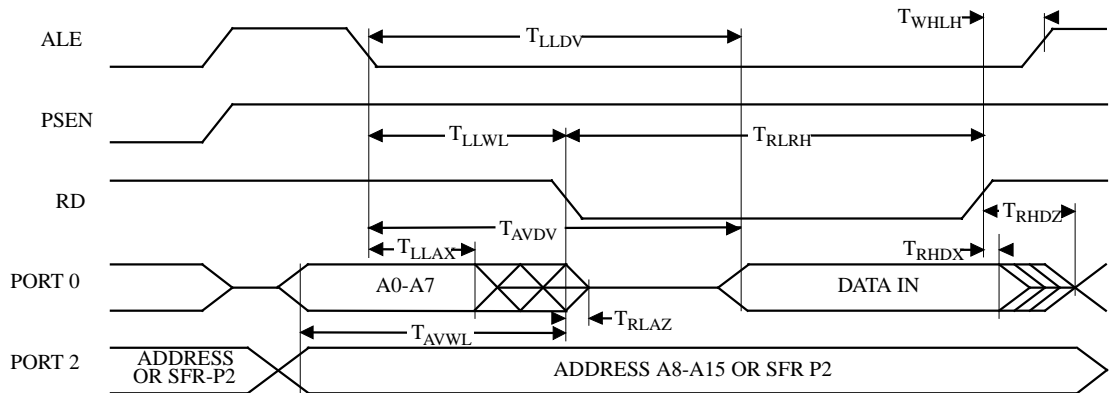 T_WHLH
ALE
T_LLDV
PSEN
T_LLWL
T_RLRH
RD
T_RHDZ
T_AVDV
T_LLAX
T_RHDX
PORT 0
A0-A7
DATA IN
T_RLAZ
T_AVWL
PORT 2
ADDRESS
OR SFR-P2
ADDRESS A8-A15 OR SFR P2